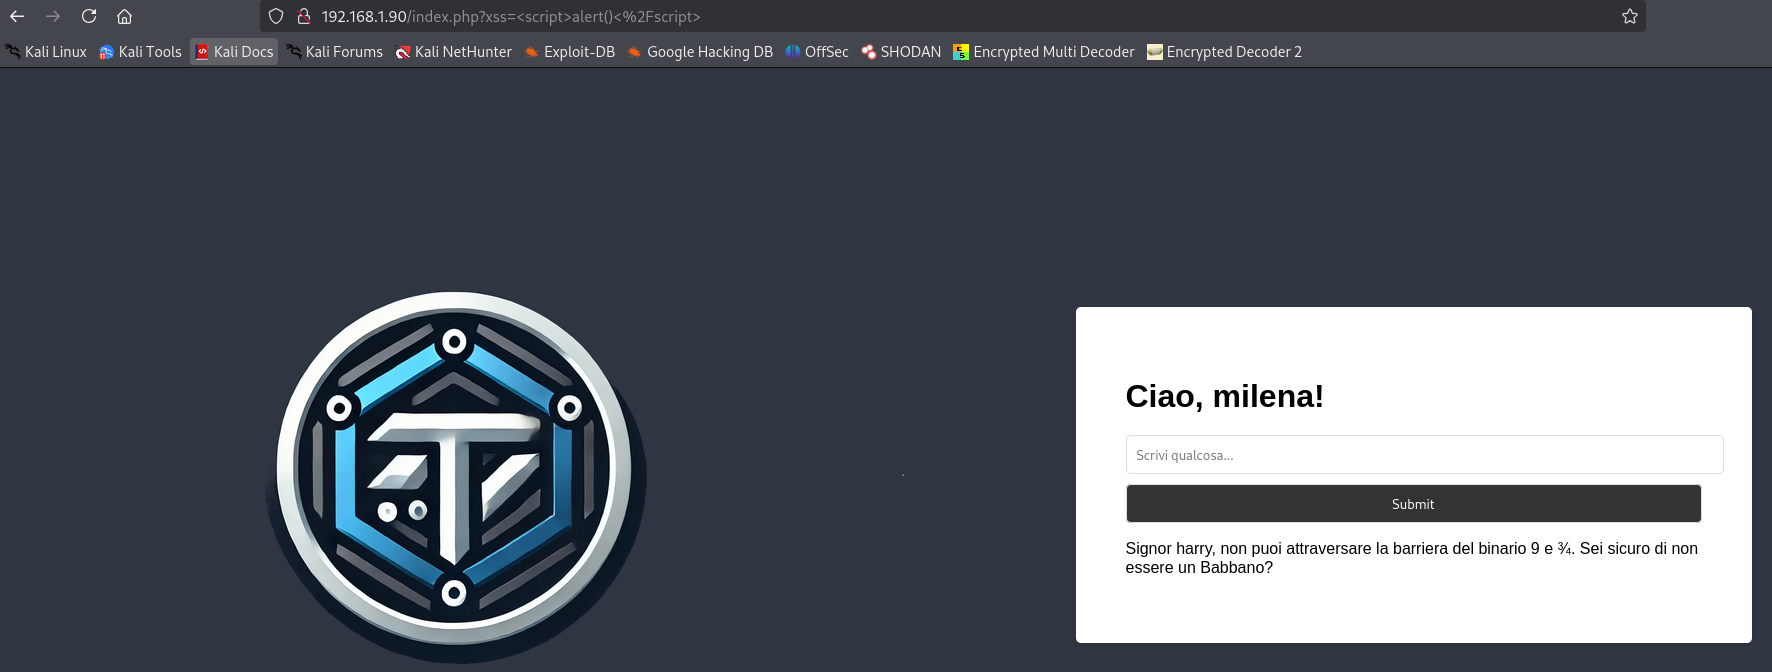 192.168.1.90/index.php?xss=<script>alert()<%2Fscript>
Kali Linux Kali Tools Kali Docs Kali Forums Kali NetHunter Exploit-DB Google Hacking DB OffSec SHODAN Encrypted Multi Decoder Encrypted Decoder 2
Ciao, milena!
Scrivi qualcosa...
Submit
Signor harry, non puoi attraversare la barriera del binario 9 e ¾. Sei sicuro di non
essere un Babbano?